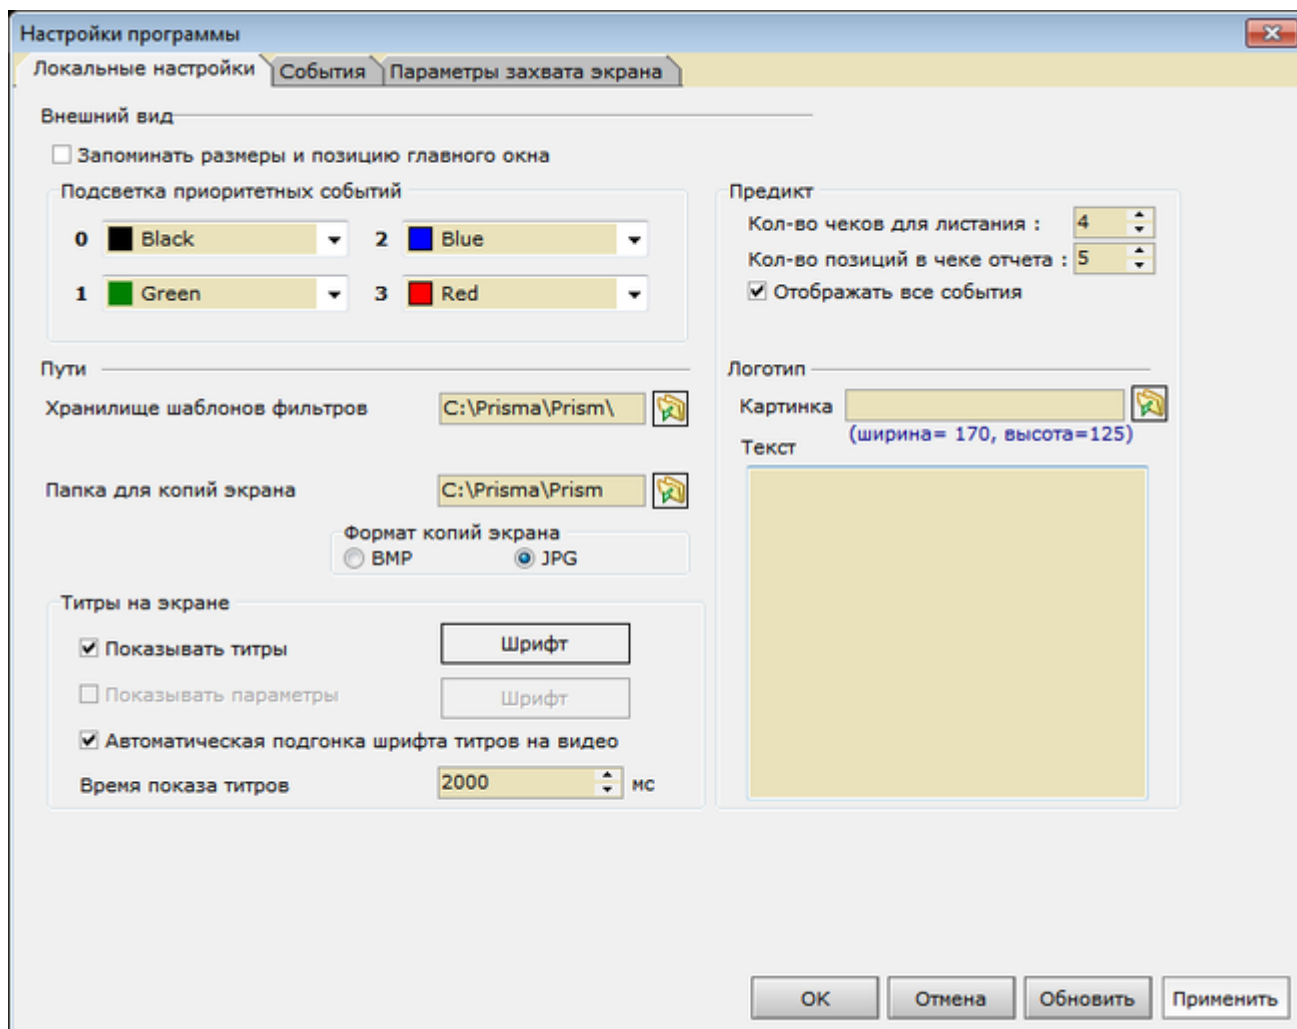 Настройки программы
Локальные настройки События Параметры захвата экрана
Внешний вид
Запоминать размеры и позицию главного окна
Подсветка приоритетных событий
0 Black 2 Blue
1 Green 3 Red
Предикт
Кол-во чеков для листания : 4
Кол-во позиций в чеке отчета : 5
Отображать все события
Пути
Хранилище шаблонов фильтров C:\Prisma\Prism\
Папка для копий экрана C:\Prisma\Prism
Формат копий экрана
BMP JPG
Логотип
Картинка
(ширина= 170, высота=125)
Текст
Титры на экране
Показывать титры Шрифт
Показывать параметры Шрифт
Автоматическая подгонка шрифта титров на видео
Время показа титров 2000 мс
OK Отмена Обновить Применить